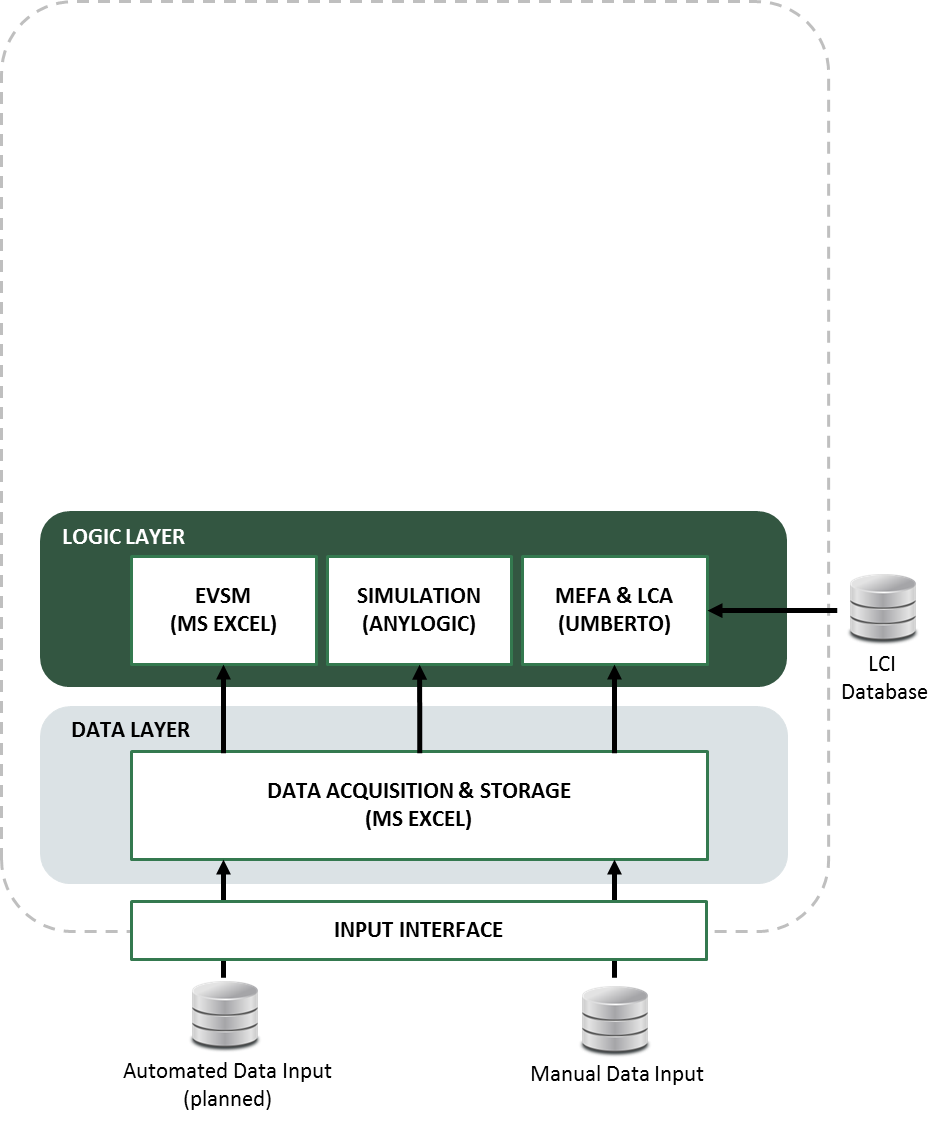 LOGIC LAYER
EVSM
(MS EXCEL)
SIMULATION
(ANYLOGIC)
MEFA & LCA
(UMBERTO)
LCI
Database
DATA LAYER
DATA ACQUISITION & STORAGE
(MS EXCEL)
INPUT INTERFACE
Automated Data Input
(planned)
Manual Data Input